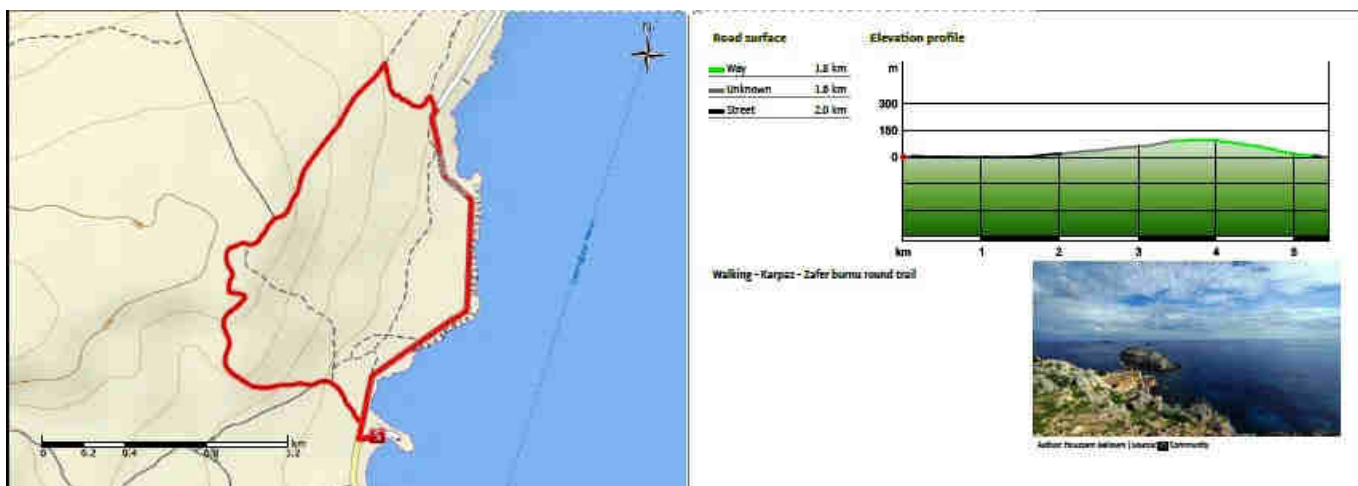 N
0 0.2 0.4 0.8 1.2 km
Road surface
Way 1.8 km
Unknown 1.6 km
Street 2.0 km
Elevation profile
m
300
150
0
km 1 2 3 4 5
Walking - Karpaz - Zafer burnu round trail
Community